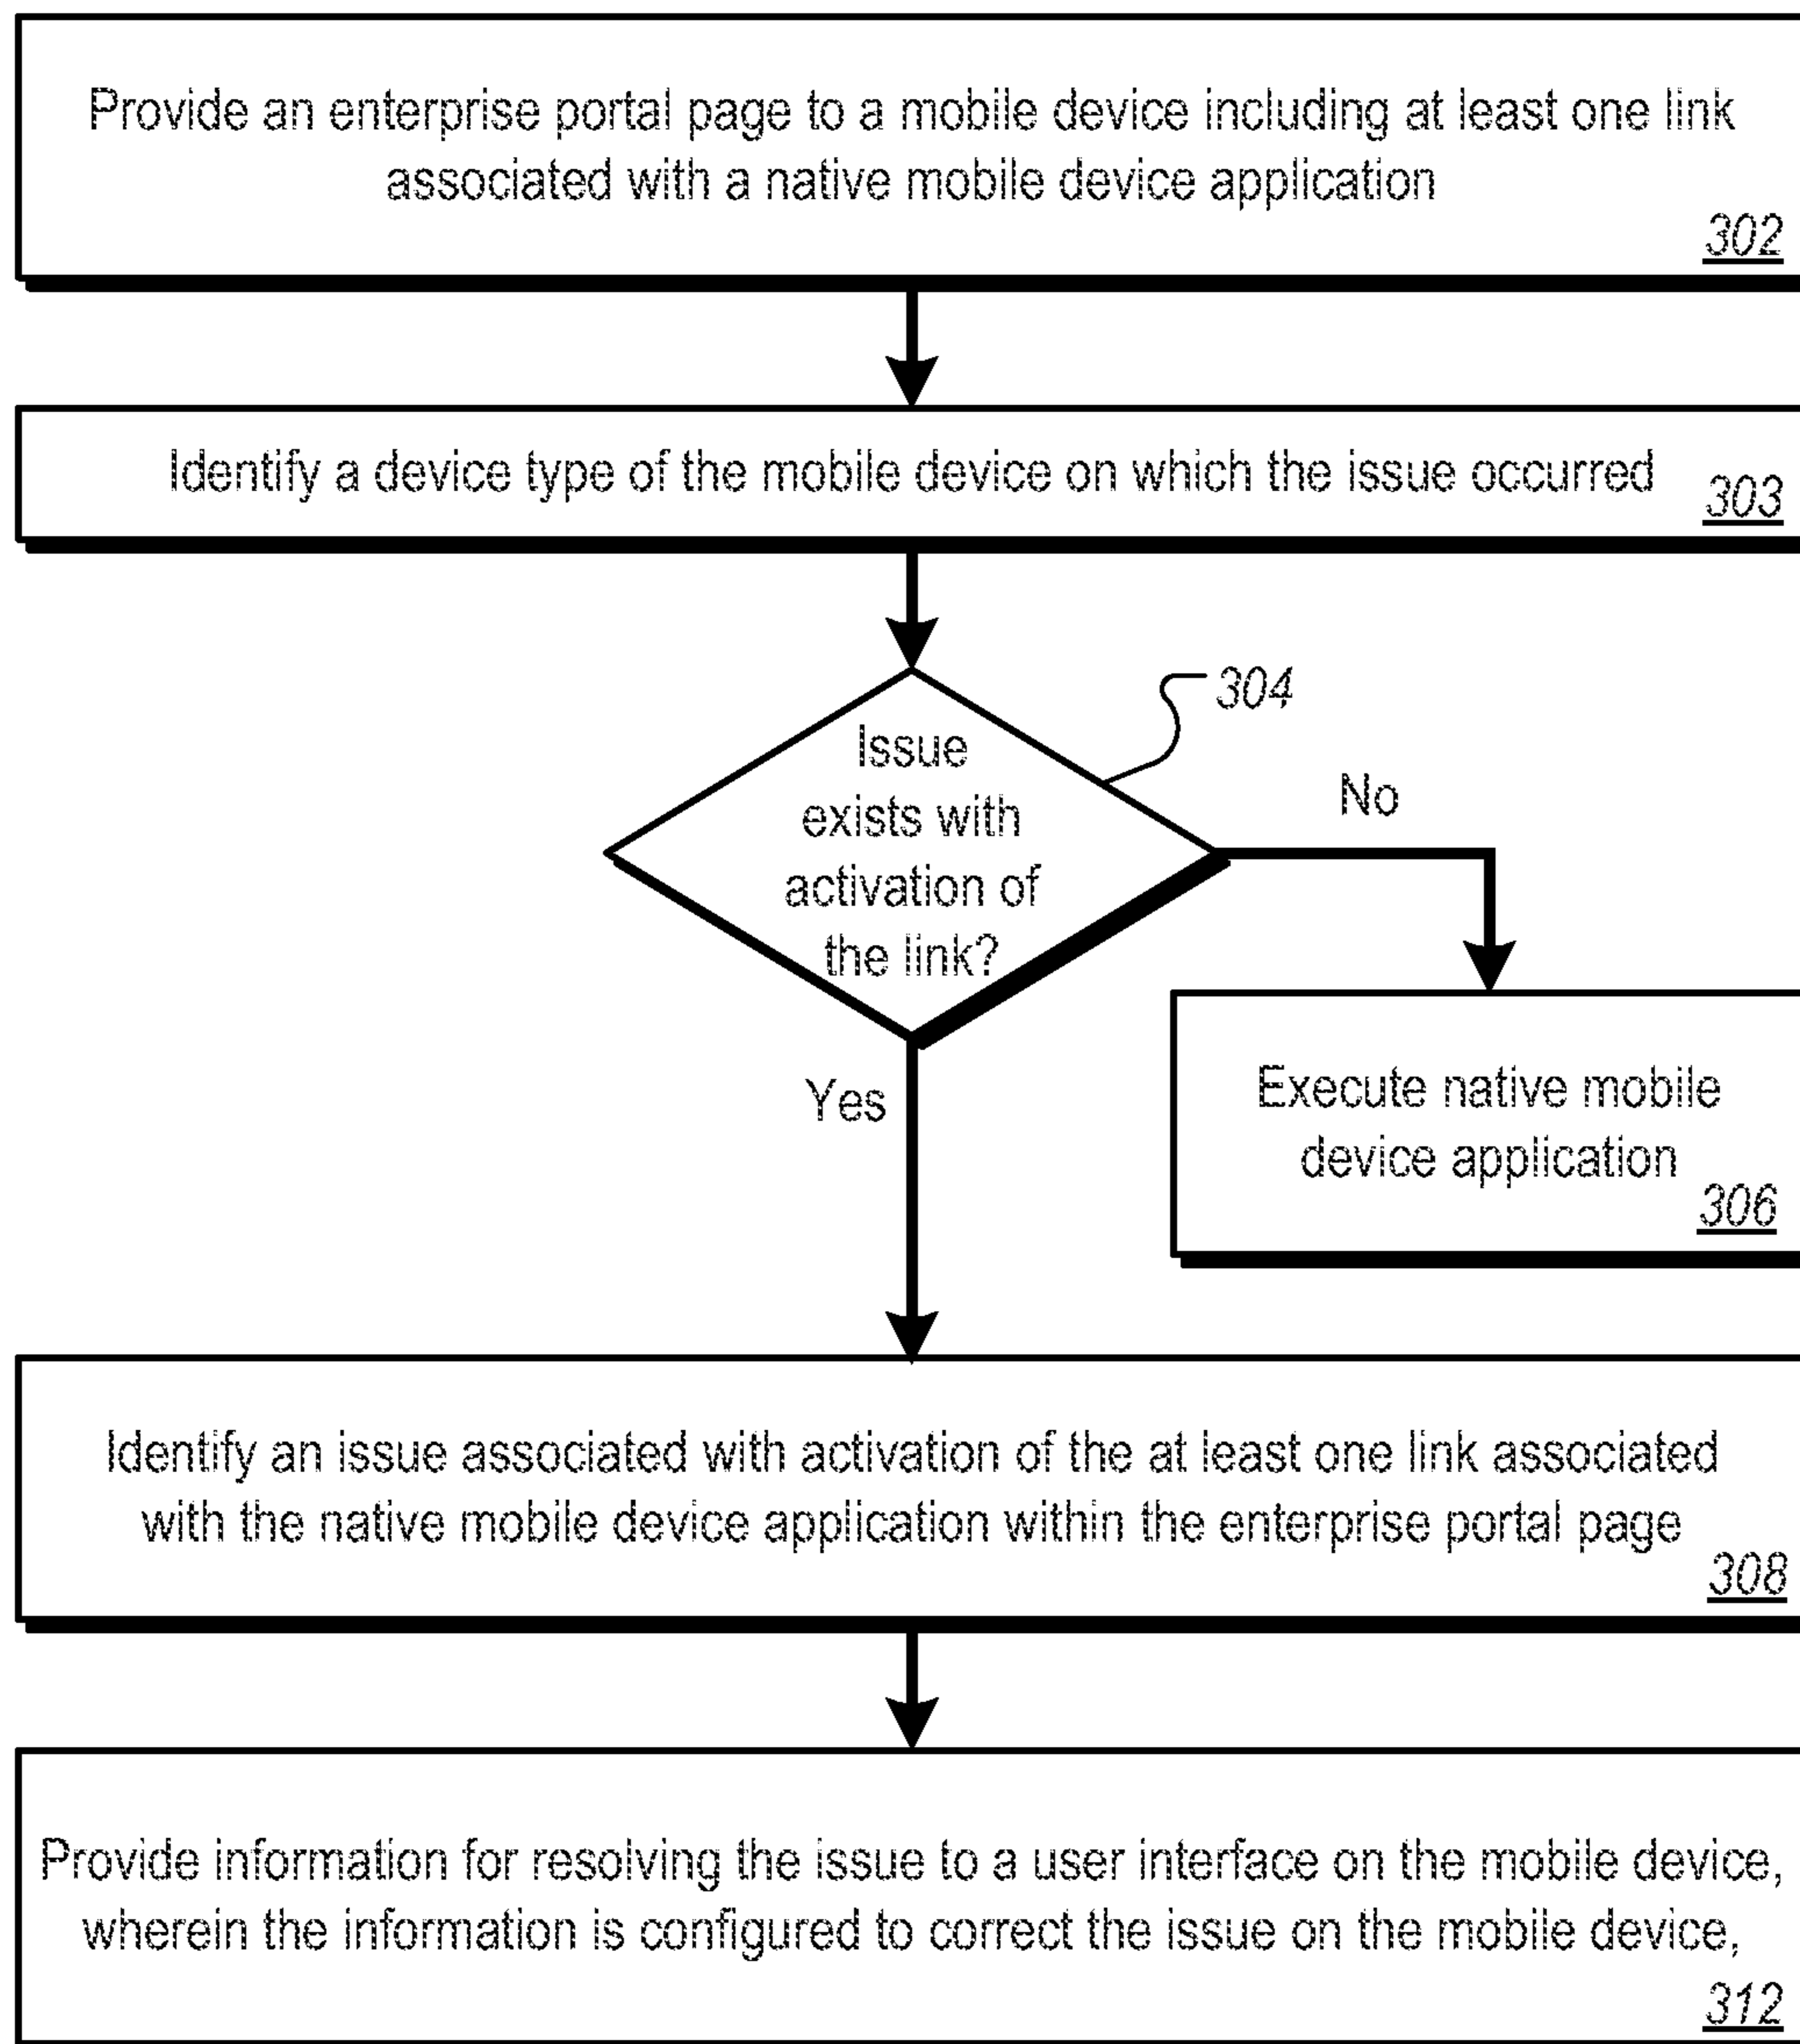 Provide an enterprise portal page to a mobile device including at least one link
associated with a native mobile device application
302
Identify a device type of the mobile device on which the issue occurred
303
304
Issue
exists with
activation of
the link?
No
Yes
Execute native mobile
device application
306
Identify an issue associated with activation of the at least one link associated
with the native mobile device application within the enterprise portal page
308
Provide information for resolving the issue to a user interface on the mobile device,
wherein the information is configured to correct the issue on the mobile device,
312